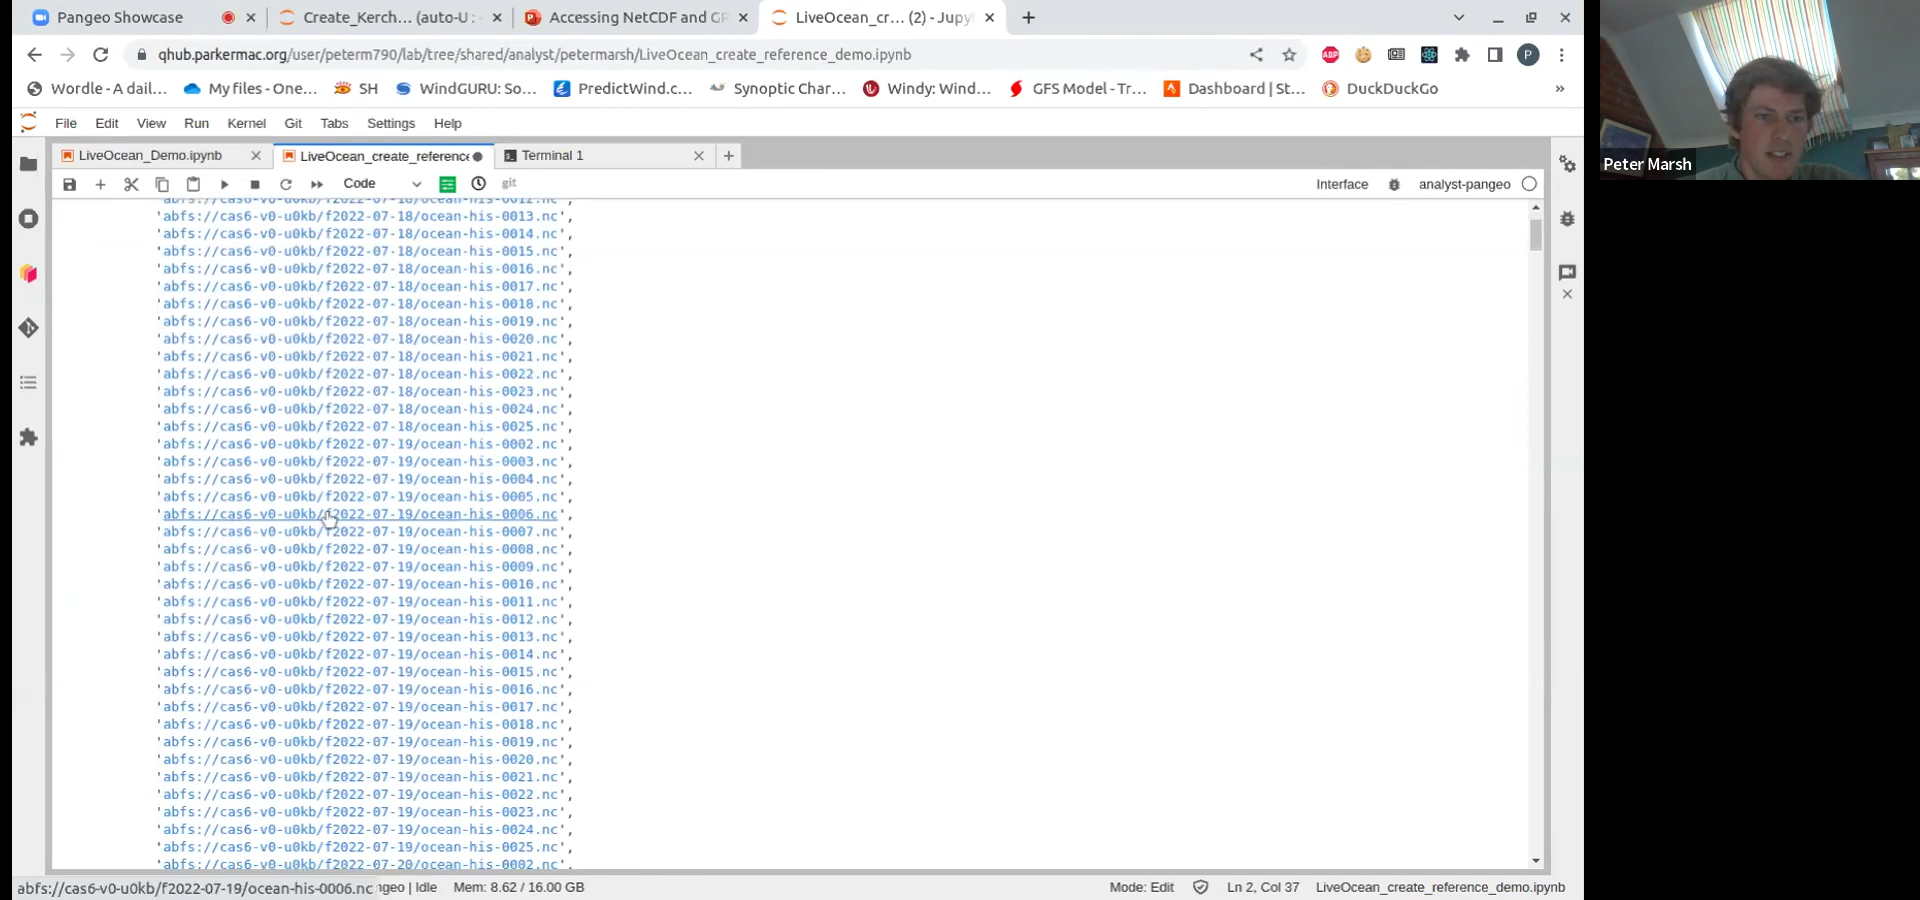 Pangeo Showcase
Create_Kerch... (auto-U :
Accessing NetCDF and GR
LiveOcean_cr... (2) - Jupy
qhub.parkermac.org/user/peterm790/lab/tree/shared/analyst/petermarsh/LiveOcean_create_reference_demo.ipynb
ABP
P
Wordle - A dail...
My files - One...
SH
WindGURU: So...
PredictWind.c...
Synoptic Char...
Windy: Wind...
GFS Model - Tr...
Dashboard | St...
DuckDuckGo
»
File Edit View Run Kernel Git Tabs Settings Help
LiveOcean_Demo.ipynb
LiveOcean_create_reference
Terminal 1
Code
git
Interface
analyst-pangeo
'abfs://cas6-v0-u0kb/f2022-07-18/ocean-his-0012.nc',
'abfs://cas6-v0-u0kb/f2022-07-18/ocean-his-0013.nc',
'abfs://cas6-v0-u0kb/f2022-07-18/ocean-his-0014.nc',
'abfs://cas6-v0-u0kb/f2022-07-18/ocean-his-0015.nc',
'abfs://cas6-v0-u0kb/f2022-07-18/ocean-his-0016.nc',
'abfs://cas6-v0-u0kb/f2022-07-18/ocean-his-0017.nc',
'abfs://cas6-v0-u0kb/f2022-07-18/ocean-his-0018.nc',
'abfs://cas6-v0-u0kb/f2022-07-18/ocean-his-0019.nc',
'abfs://cas6-v0-u0kb/f2022-07-18/ocean-his-0020.nc',
'abfs://cas6-v0-u0kb/f2022-07-18/ocean-his-0021.nc',
'abfs://cas6-v0-u0kb/f2022-07-18/ocean-his-0022.nc',
'abfs://cas6-v0-u0kb/f2022-07-18/ocean-his-0023.nc',
'abfs://cas6-v0-u0kb/f2022-07-18/ocean-his-0024.nc',
'abfs://cas6-v0-u0kb/f2022-07-18/ocean-his-0025.nc',
'abfs://cas6-v0-u0kb/f2022-07-19/ocean-his-0002.nc',
'abfs://cas6-v0-u0kb/f2022-07-19/ocean-his-0003.nc',
'abfs://cas6-v0-u0kb/f2022-07-19/ocean-his-0004.nc',
'abfs://cas6-v0-u0kb/f2022-07-19/ocean-his-0005.nc',
'abfs://cas6-v0-u0kb/f2022-07-19/ocean-his-0006.nc',
'abfs://cas6-v0-u0kb/f2022-07-19/ocean-his-0007.nc',
'abfs://cas6-v0-u0kb/f2022-07-19/ocean-his-0008.nc',
'abfs://cas6-v0-u0kb/f2022-07-19/ocean-his-0009.nc',
'abfs://cas6-v0-u0kb/f2022-07-19/ocean-his-0010.nc',
'abfs://cas6-v0-u0kb/f2022-07-19/ocean-his-0011.nc',
'abfs://cas6-v0-u0kb/f2022-07-19/ocean-his-0012.nc',
'abfs://cas6-v0-u0kb/f2022-07-19/ocean-his-0013.nc',
'abfs://cas6-v0-u0kb/f2022-07-19/ocean-his-0014.nc',
'abfs://cas6-v0-u0kb/f2022-07-19/ocean-his-0015.nc',
'abfs://cas6-v0-u0kb/f2022-07-19/ocean-his-0016.nc',
'abfs://cas6-v0-u0kb/f2022-07-19/ocean-his-0017.nc',
'abfs://cas6-v0-u0kb/f2022-07-19/ocean-his-0018.nc',
'abfs://cas6-v0-u0kb/f2022-07-19/ocean-his-0019.nc',
'abfs://cas6-v0-u0kb/f2022-07-19/ocean-his-0020.nc',
'abfs://cas6-v0-u0kb/f2022-07-19/ocean-his-0021.nc',
'abfs://cas6-v0-u0kb/f2022-07-19/ocean-his-0022.nc',
'abfs://cas6-v0-u0kb/f2022-07-19/ocean-his-0023.nc',
'abfs://cas6-v0-u0kb/f2022-07-19/ocean-his-0024.nc',
'abfs://cas6-v0-u0kb/f2022-07-19/ocean-his-0025.nc',
'abfs://cas6-v0-u0kb/f2022-07-20/ocean-his-0002.nc',
abfs://cas6-v0-u0kb/f2022-07-19/ocean-his-0006.nc
ngeo | Idle
Mem: 8.62 / 16.00 GB
Mode: Edit
Ln 2, Col 37
LiveOcean_create_reference_demo.ipynb
Peter Marsh